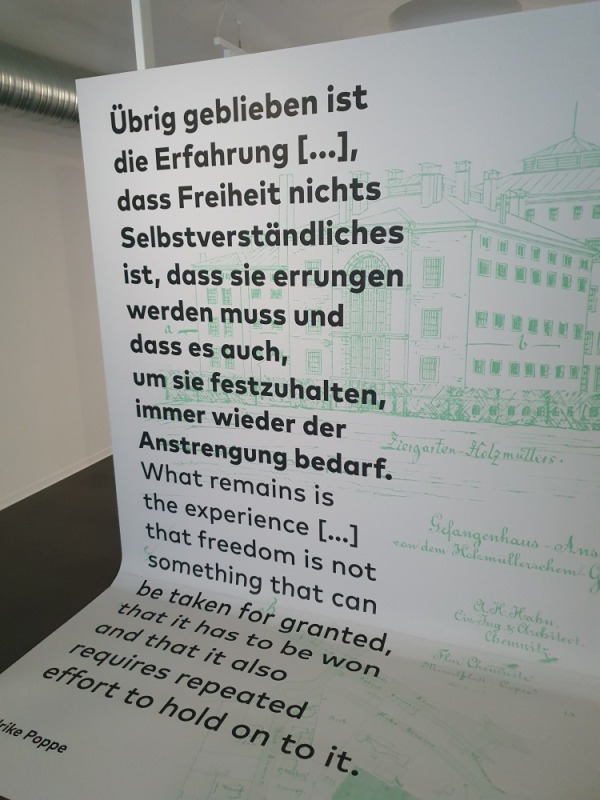 Übrig geblieben ist
die Erfahrung [...],
dass Freiheit nichts
Selbstverständliches
ist, dass sie errungen
werden muss und
dass es auch,
um sie festzuhalten,
immer wieder der
Anstrengung bedarf.
What remains is
the experience [...]
that freedom is not
something that can
be taken for granted,
that it has to be won
and that it also
requires repeated
effort to hold on to it.
Poppe
a
b
Ziergarten-Holzmüllers.
Gefangenhaus-Ans
von dem Holzmüllerschem-G
A.H. Hahn.
Civ.Ing & Architect.
Chemnitz